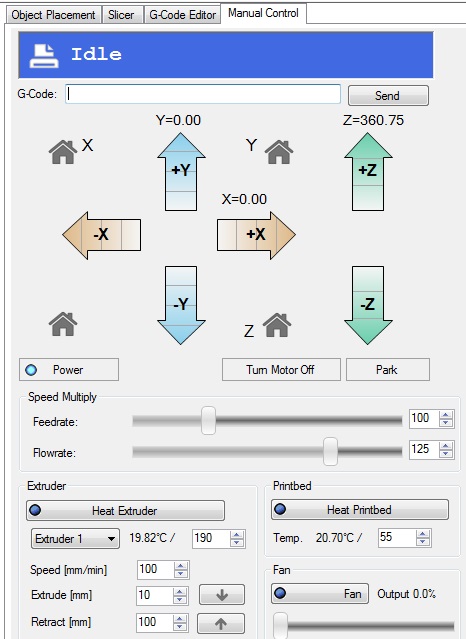 Object Placement Slicer G-Code Editor Manual Control
Idle
G-Code: Send
Y=0.00 Z=360.75
X Y
+Y +Z
X=0.00
-X +X
-Y -Z
Z
Power Turn Motor Off Park
Speed Multiply
Feedrate: 100
Flowrate: 125
Extruder Printbed
Heat Extruder Heat Printbed
Extruder 1 19.82°C / 190 Temp. 20.70°C / 55
Speed [mm/min] 100
Fan
Extrude [mm] 10 Fan Output 0.0%
Retract [mm] 100